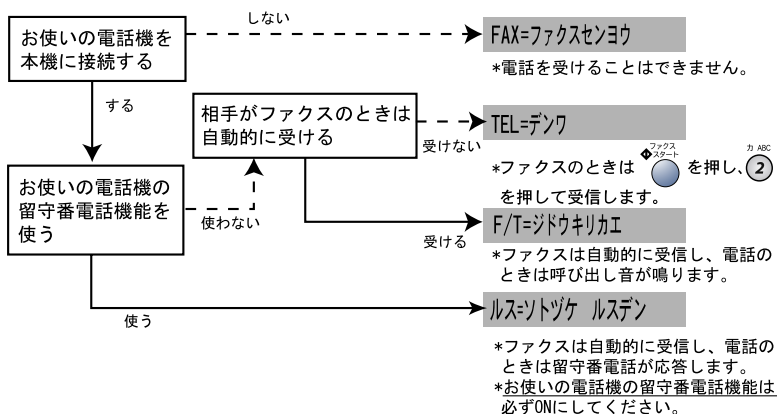 お使いの電話機を
本機に接続する
しない
FAX=ファクスセンヨウ
*電話を受けることはできません。
する
相手がファクスのときは
自動的に受ける
受けない
TEL=デンワ
ファクス
スタート
カ ABC
*ファクスのときは を押し、2
を押して受信します。
お使いの電話機の
留守番電話機能を
使う
使わない
受ける
F/T=ジドウキリカエ
*ファクスは自動的に受信し、電話の
ときは呼び出し音が鳴ります。
使う
ルス=ソトヅケ ルスデン
*ファクスは自動的に受信し、電話の
ときは留守番電話が応答します。
*お使いの電話機の留守番電話機能は
必ずONにしてください。